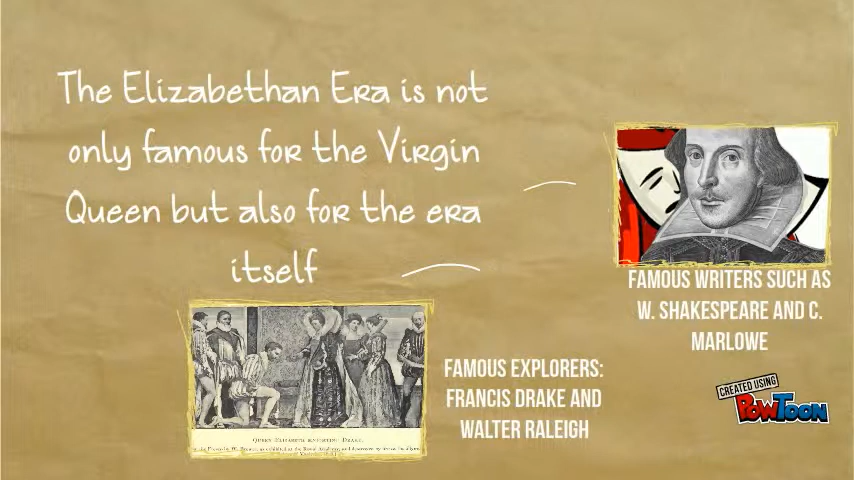 The Elizabethan Era is not
only famous for the Virgin
Queen but also for the era
itself
FAMOUS WRITERS SUCH AS
W. SHAKESPEARE AND C.
MARLOWE
FAMOUS EXPLORERS:
FRANCIS DRAKE AND
WALTER RALEIGH
QUEEN ELIZABETH KNIGHTING DRAKE.
CREATED USING
POWTOON